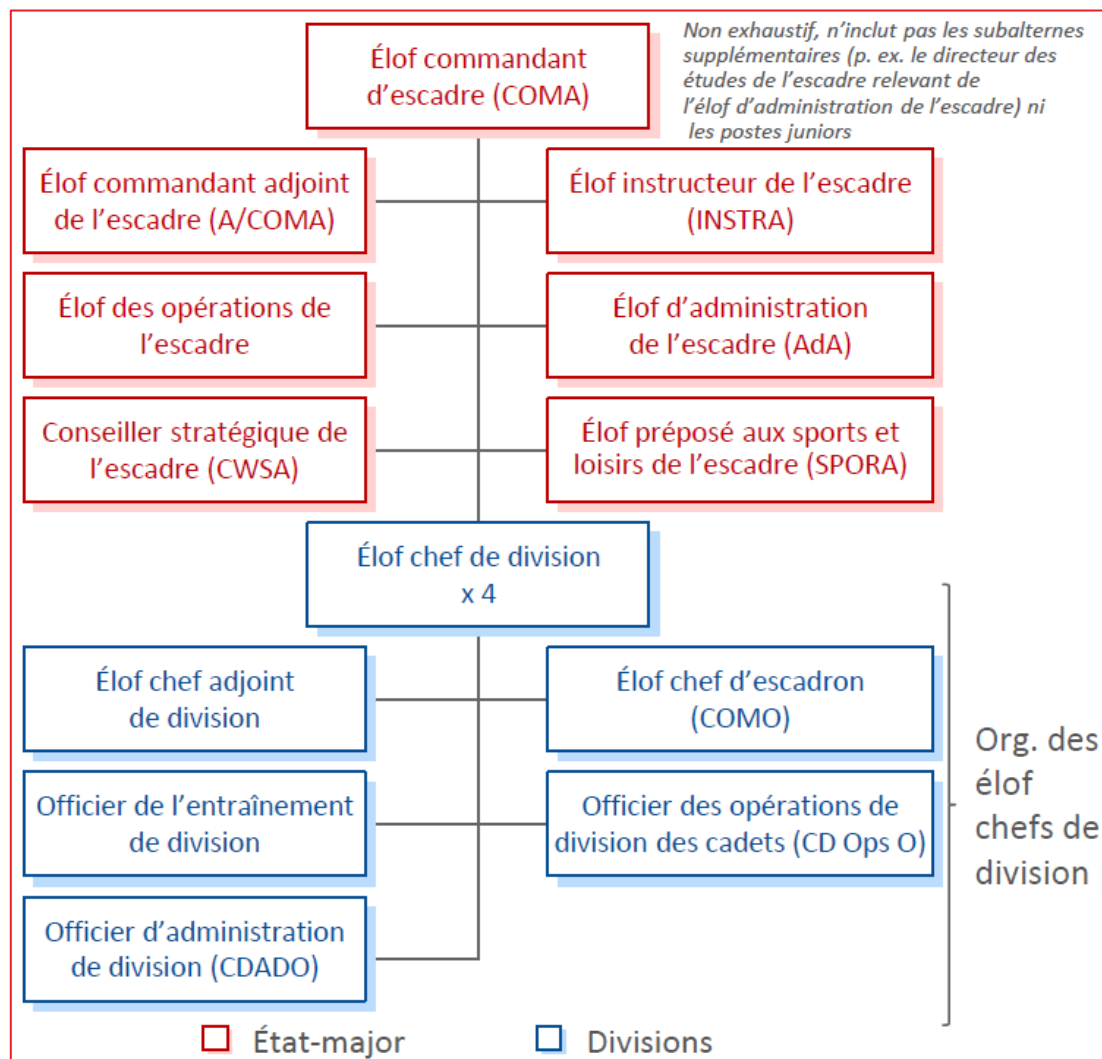 Élof commandant
d’escadre (COMA)
Non exhaustif, n’inclut pas les subalternes
supplémentaires (p. ex. le directeur des
études de l’escadre relevant de
l’élof d’administration de l’escadre) ni
les postes juniors
Élof commandant adjoint
de l’escadre (A/COMA)
Élof instructeur de l’escadre
(INSTRA)
Élof des opérations de
l’escadre
Élof d’administration
de l’escadre (AdA)
Conseiller stratégique de
l’escadre (CWSA)
Élof préposé aux sports et
loisirs de l’escadre (SPORA)
Élof chef de division
x 4
Élof chef adjoint
de division
Élof chef d’escadron
(COMO)
Officier de l’entraînement
de division
Officier des opérations de
division des cadets (CD Ops O)
Officier d’administration
de division (CDADO)
Org. des
élof
chefs de
division
État-major
Divisions